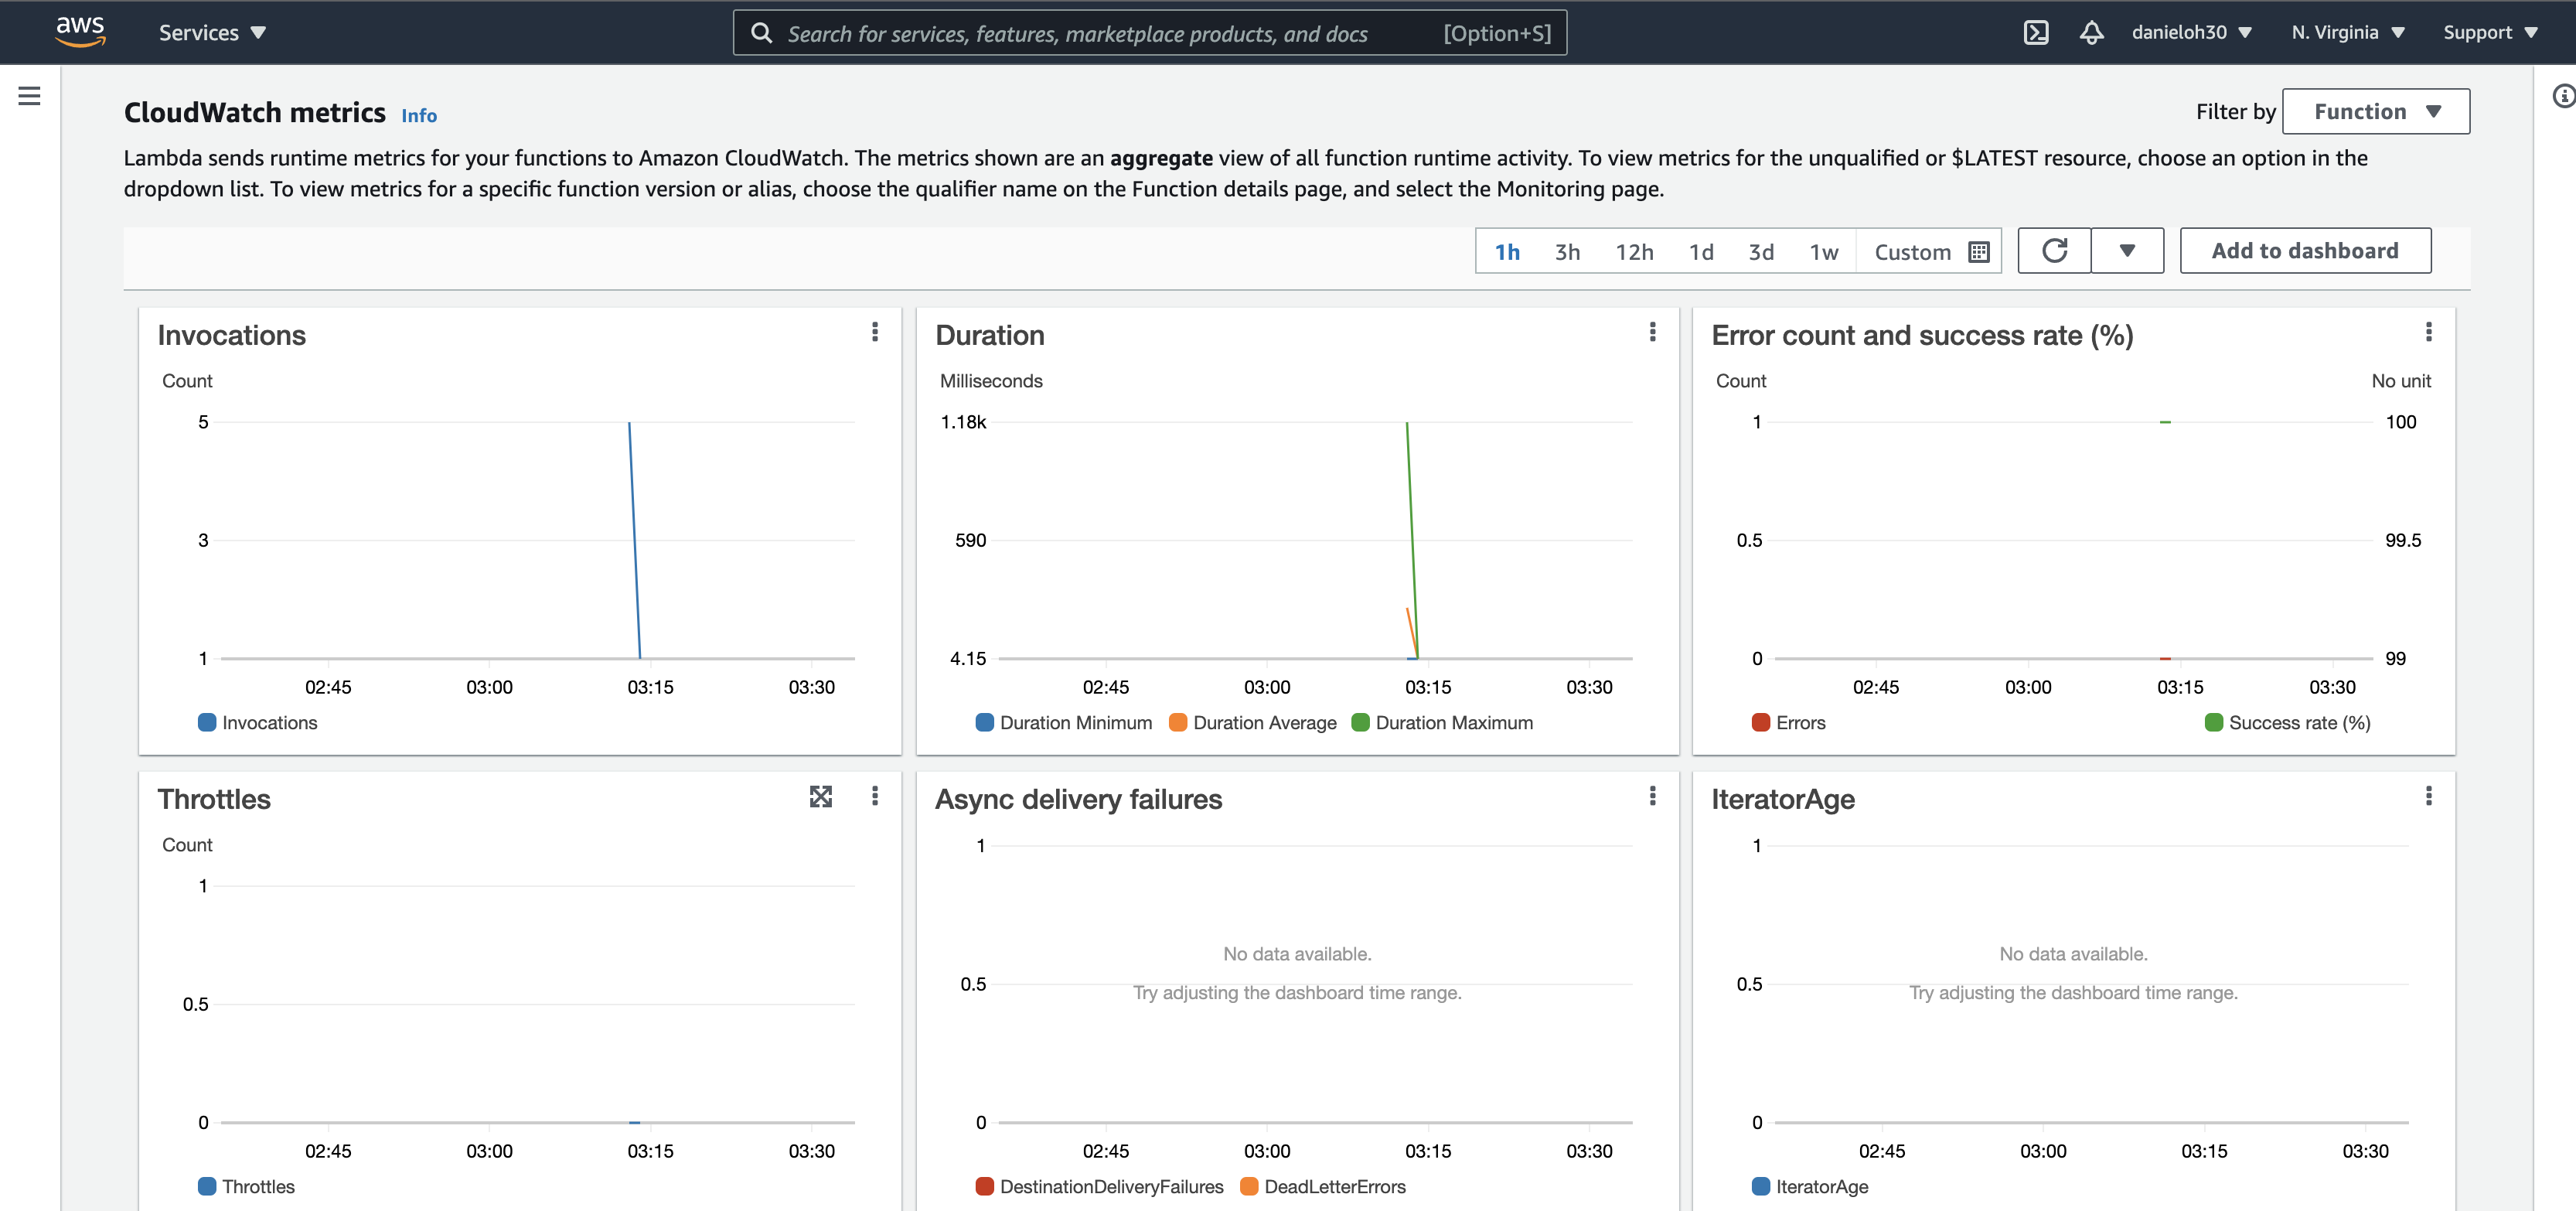 aws
Services
Search for services, features, marketplace products, and docs
[Option+S]
danieloh30
N. Virginia
Support
CloudWatch metrics Info
Filter by Function
Lambda sends runtime metrics for your functions to Amazon CloudWatch. The metrics shown are an aggregate view of all function runtime activity. To view metrics for the unqualified or $LATEST resource, choose an option in the
dropdown list. To view metrics for a specific function version or alias, choose the qualifier name on the Function details page, and select the Monitoring page.
1h 3h 12h 1d 3d 1w Custom
Add to dashboard
Invocations
Count
5
3
1
02:45 03:00 03:15 03:30
Invocations
Duration
Milliseconds
1.18k
590
4.15
02:45 03:00 03:15 03:30
Duration Minimum Duration Average Duration Maximum
Error count and success rate (%)
Count No unit
1 100
0.5 99.5
0 99
02:45 03:00 03:15 03:30
Errors Success rate (%)
Throttles
Count
1
0.5
0
02:45 03:00 03:15 03:30
Throttles
Async delivery failures
1
No data available.
0.5
Try adjusting the dashboard time range.
0
02:45 03:00 03:15 03:30
DestinationDeliveryFailures DeadLetterErrors
IteratorAge
1
No data available.
0.5
Try adjusting the dashboard time range.
0
02:45 03:00 03:15 03:30
IteratorAge